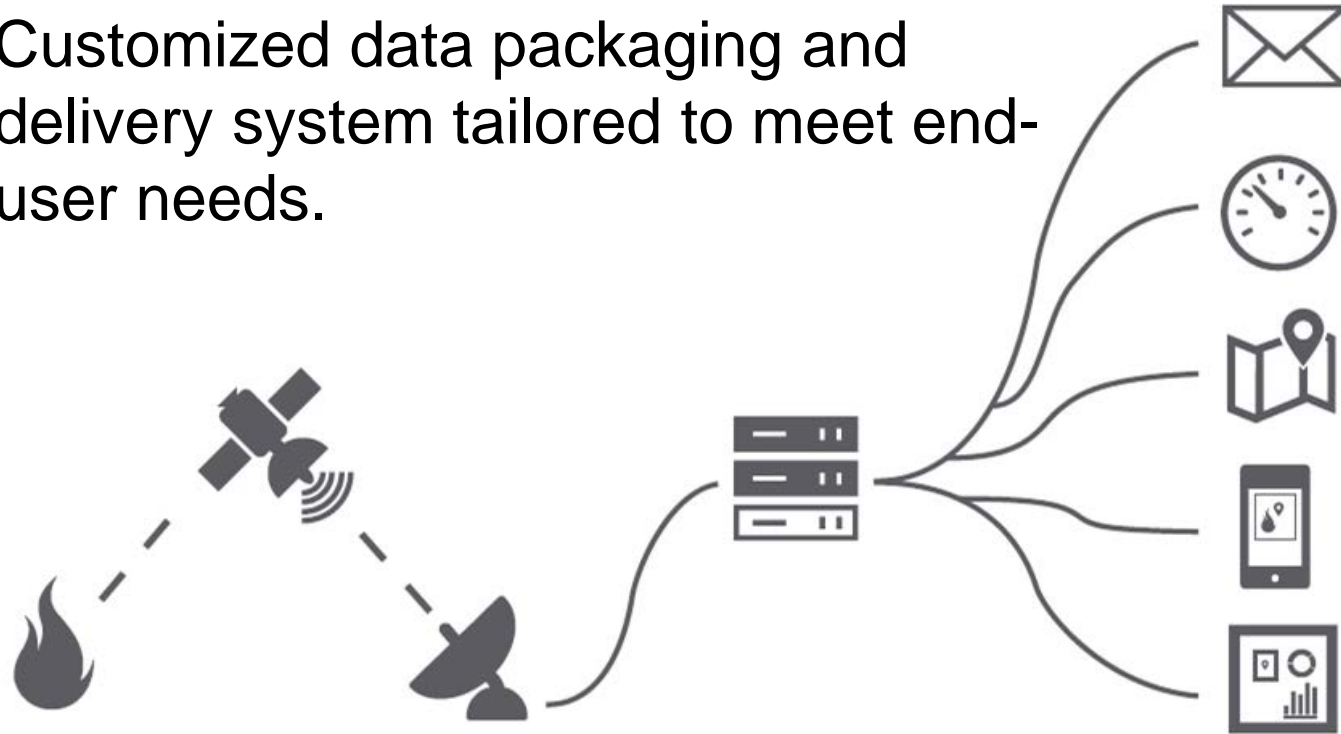 Customized data packaging and
delivery system tailored to meet end-
user needs.